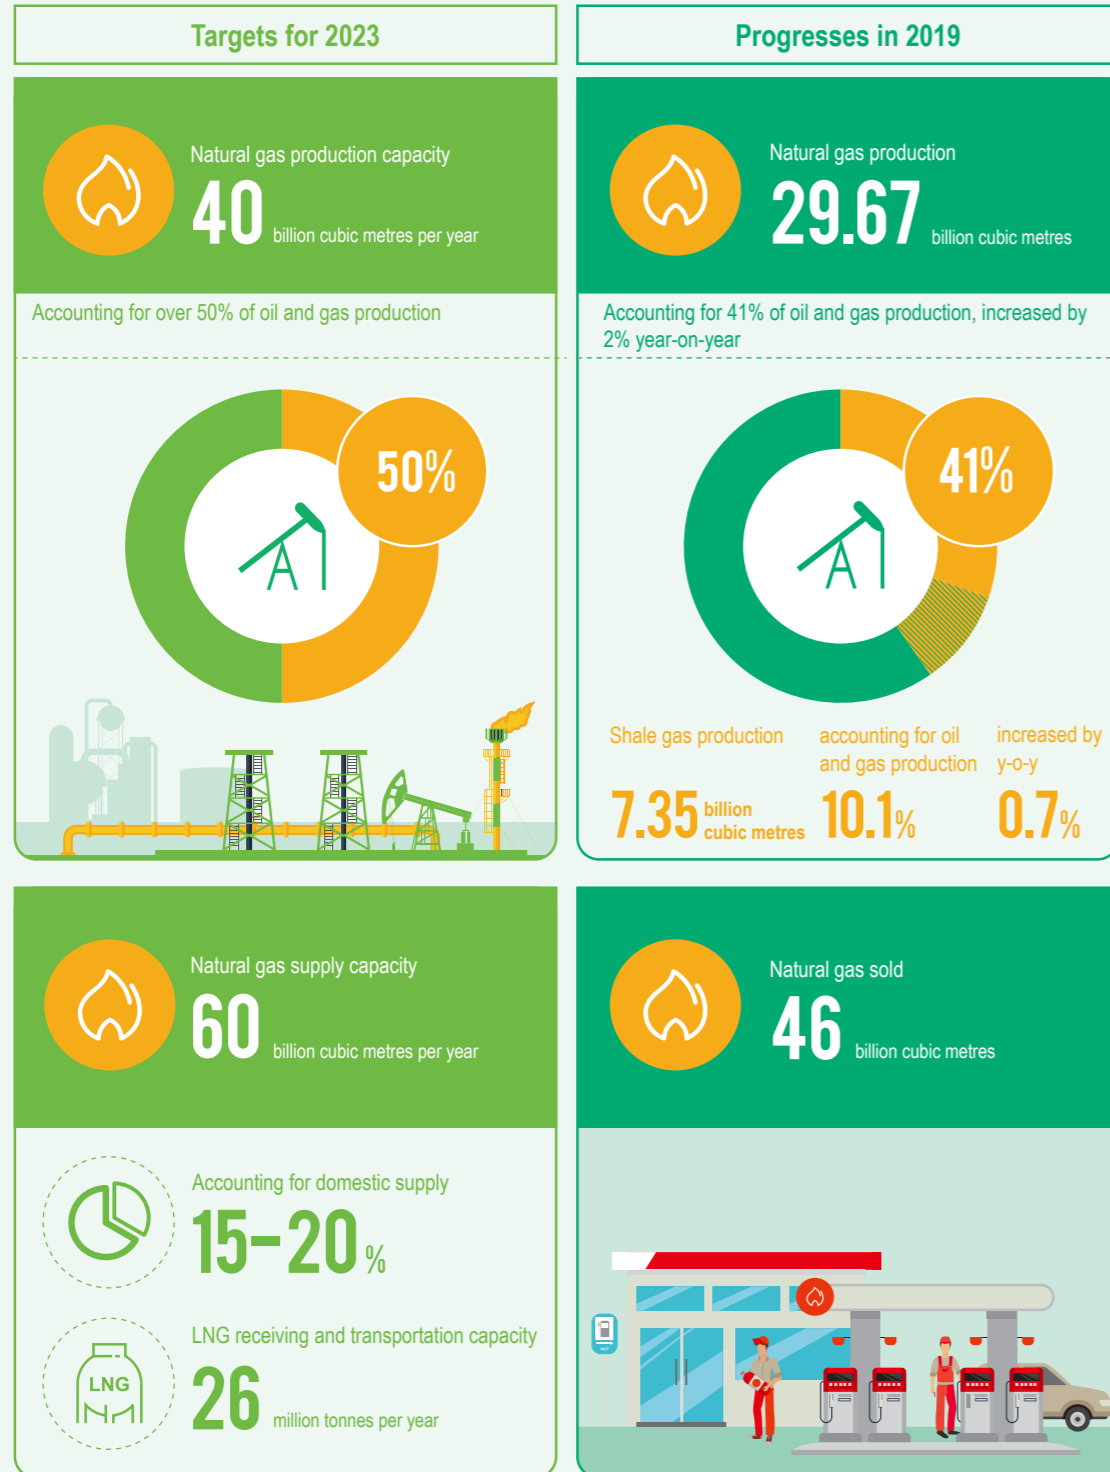 Targets for 2023
Progresses in 2019
Natural gas production capacity
40 billion cubic metres per year
Accounting for over 50% of oil and gas production
50%
Natural gas production
29.67 billion cubic metres
Accounting for 41% of oil and gas production, increased by
2% year-on-year
41%
Shale gas production
7.35 billion
cubic metres
accounting for oil
and gas production
10.1%
increased by
y-o-y
0.7%
Natural gas supply capacity
60 billion cubic metres per year
Accounting for domestic supply
15–20 %
LNG
LNG receiving and transportation capacity
26 million tonnes per year
Natural gas sold
46 billion cubic metres